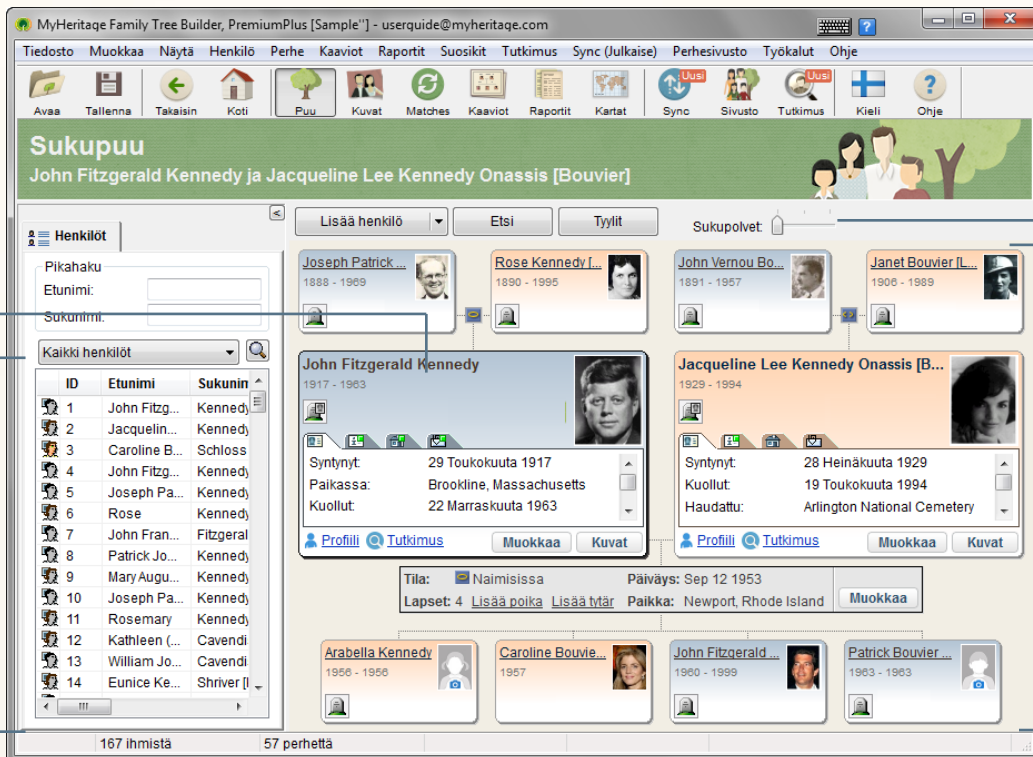 MyHeritage Family Tree Builder, PremiumPlus [Sample"] - userguide@myheritage.com
Tiedosto Muokkaa Näytä Henkilö Perhe Kaaviot Raportit Suosikit Tutkimus Sync (Julkaise) Perhesivusto Työkalut Ohje
Uusi Uusi
Avaa Tallenna Takaisin Koti Puu Kuvat Matches Kaaviot Raportit Kartat Sync Sivusto Tutkimus Kieli Ohje
Sukupuu
John Fitzgerald Kennedy ja Jacqueline Lee Kennedy Onassis [Bouvier]
Henkilöt
Pikahaku
Etunimi:
Sukunimi:
Kaikki henkilöt
ID Etunimi Sukunim
1 John Fitzg... Kennedy
2 Jacquelin... Kennedy
3 Caroline B... Schloss
4 John Fitzg... Kennedy
5 Joseph Pa... Kennedy
6 Rose Kennedy
7 John Fran... Fitzgeral
8 Patrick Jo... Kennedy
9 Mary Augu... Kennedy
10 Joseph Pa... Kennedy
11 Rosemary Kennedy
12 Kathleen (... Cavendi
13 William Jo... Cavendi
14 Eunice Ke... Shriver [
Lisää henkilö Etsi Tyylit Sukupolvet:
Joseph Patrick ... Rose Kennedy [... John Vernou Bo... Janet Bouvier [L...
1888 - 1969 1890 - 1995 1891 - 1957 1906 - 1989
John Fitzgerald Kennedy
1917 - 1963
Syntynyt: 29 Toukokuuta 1917
Paikassa: Brookline, Massachusetts
Kuollut: 22 Marraskuuta 1963
Profiili Tutkimus Muokkaa Kuvat
Jacqueline Lee Kennedy Onassis [B...
1929 - 1994
Syntynyt: 28 Heinäkuuta 1929
Kuollut: 19 Toukokuuta 1994
Haudattu: Arlington National Cemetery
Profiili Tutkimus Muokkaa Kuvat
Tila: Naimisissa Päiväys: Sep 12 1953
Lapset: 4 Lisää poika Lisää tytär Paikka: Newport, Rhode Island Muokkaa
Arabella Kennedy Caroline Bouvie... John Fitzgerald ... Patrick Bouvier ...
1956 - 1956 1957 1960 - 1999 1963 - 1963
167 ihmistä 57 perhettä